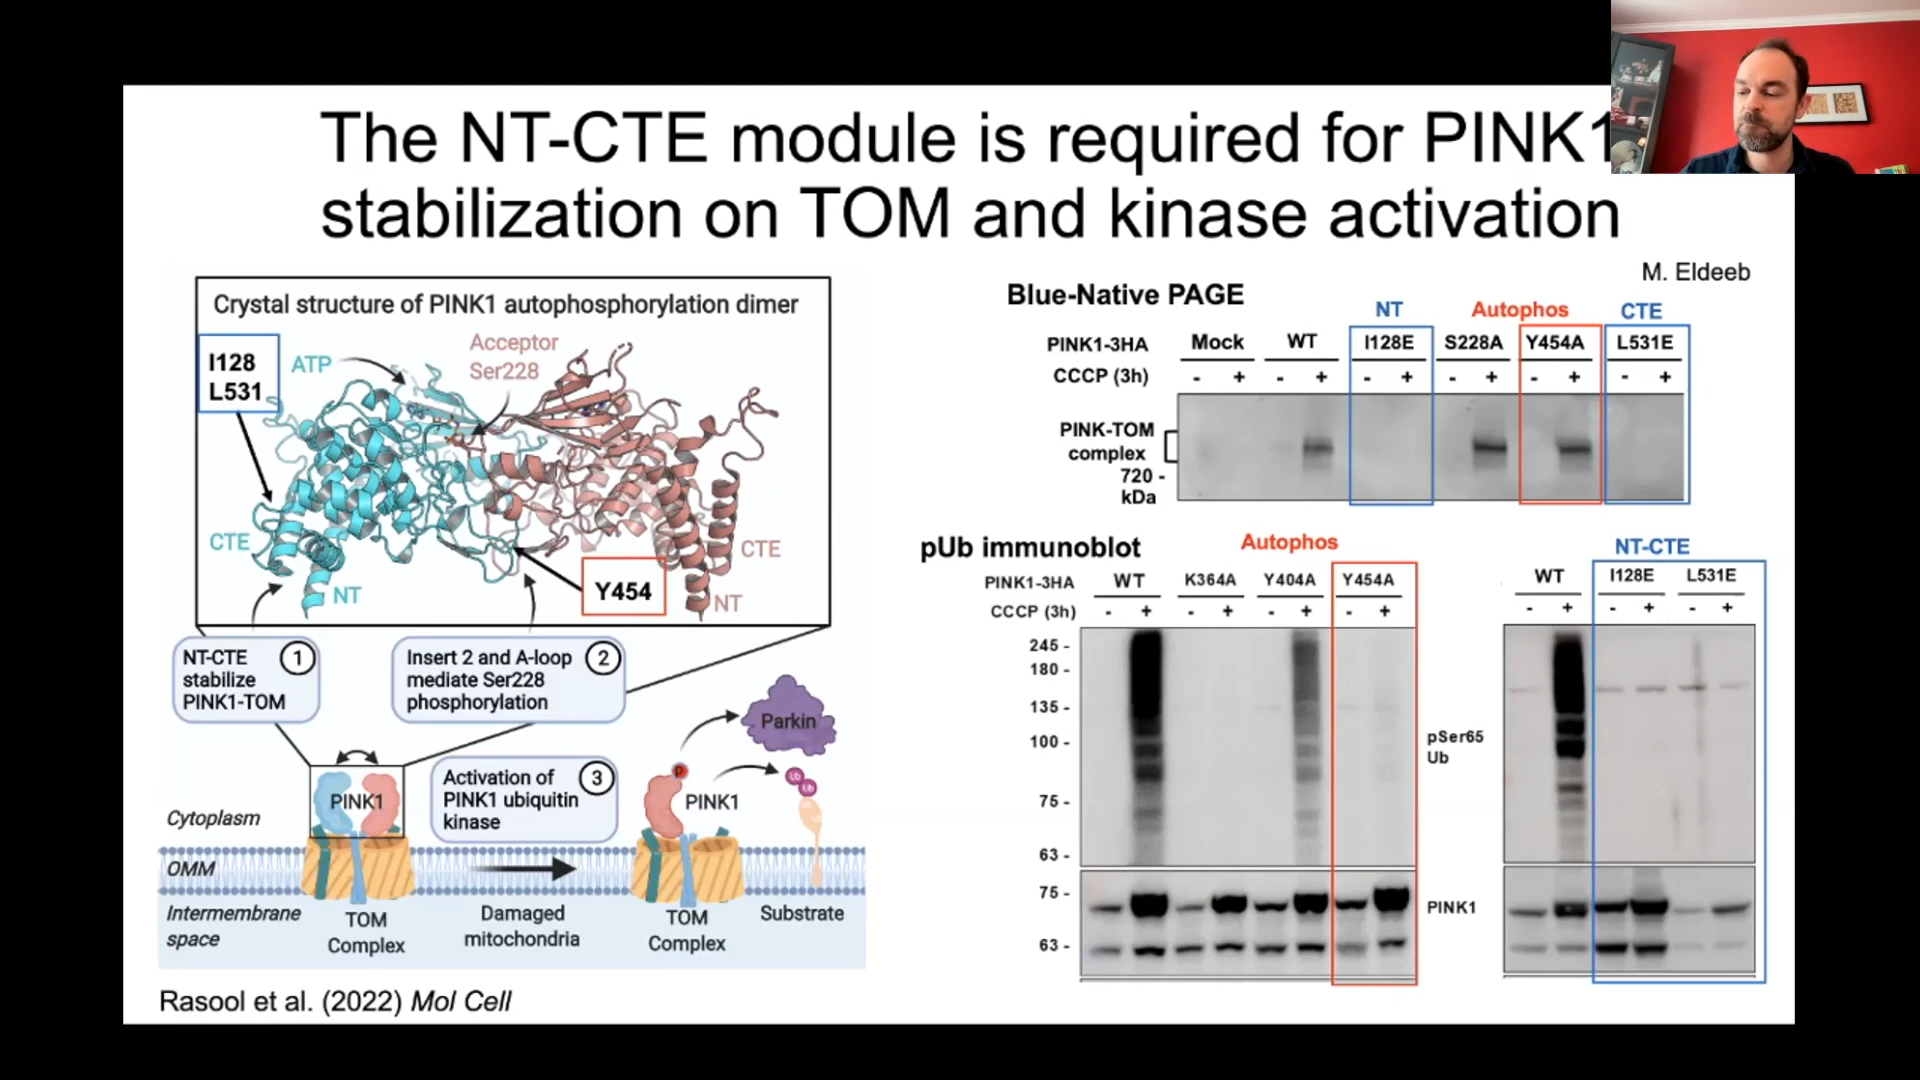 The NT-CTE module is required for PINK1
stabilization on TOM and kinase activation
M. Eldeeb
Crystal structure of PINK1 autophosphorylation dimer
I128
L531
ATP
Acceptor
Ser228
CTE
NT
Y454
CTE
NT
NT-CTE
stabilize
PINK1-TOM
1
Insert 2 and A-loop
mediate Ser228
phosphorylation
2
Activation of
PINK1 ubiquitin
kinase
3
Parkin
P
Ub
Ub
PINK1
PINK1
Cytoplasm
OMM
Intermembrane
space
TOM
Complex
Damaged
mitochondria
TOM
Complex
Substrate
Rasool et al. (2022) Mol Cell
Blue-Native PAGE
NT Autophos CTE
PINK1-3HA Mock WT I128E S228A Y454A L531E
CCCP (3h) - + - + - + - + - + - +
PINK-TOM
complex
720 -
kDa
pUb immunoblot
Autophos
PINK1-3HA WT K364A Y404A Y454A
CCCP (3h) - + - + - + - +
245 -
180 -
135 -
100 -
75 -
63 -
75 -
63 -
pSer65
Ub
PINK1
NT-CTE
WT I128E L531E
- + - + - +